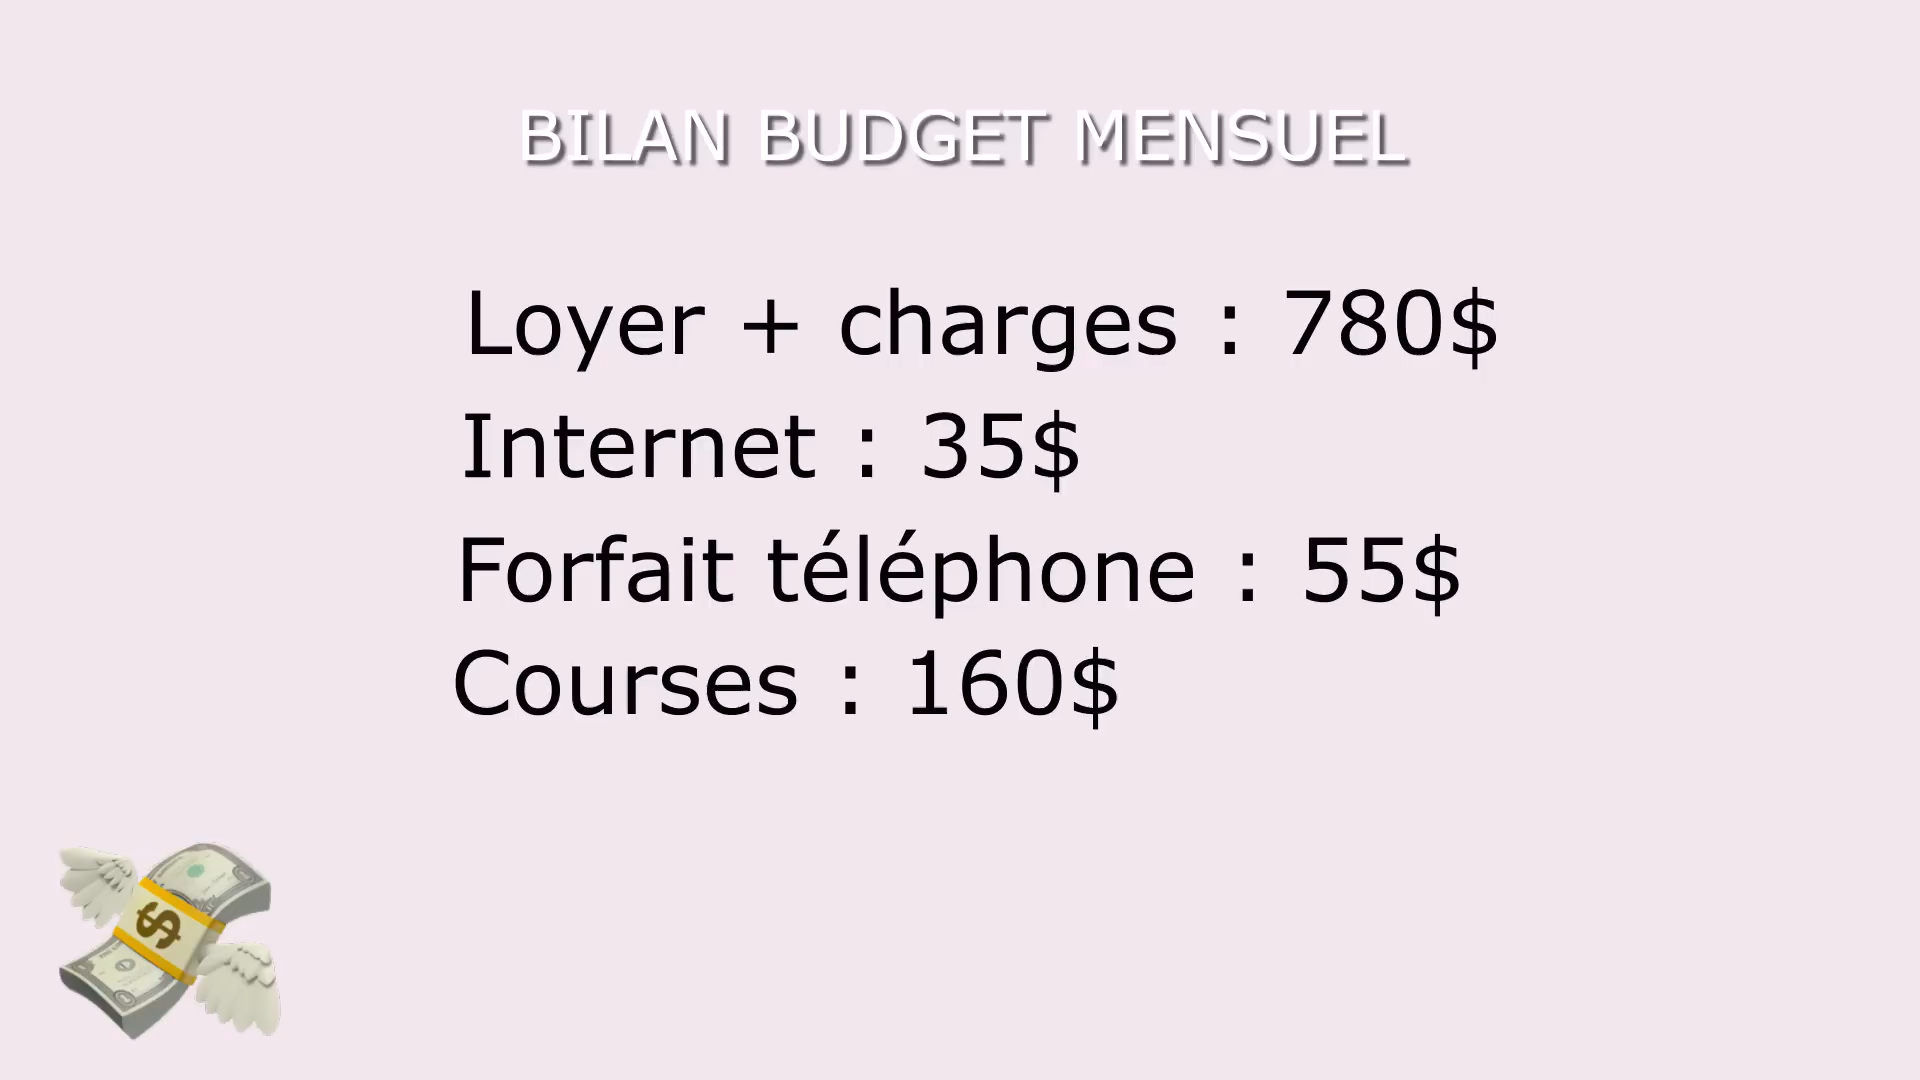 BILAN BUDGET MENSUEL
Loyer + charges : 780$
Internet : 35$
Forfait téléphone : 55$
Courses : 160$
$